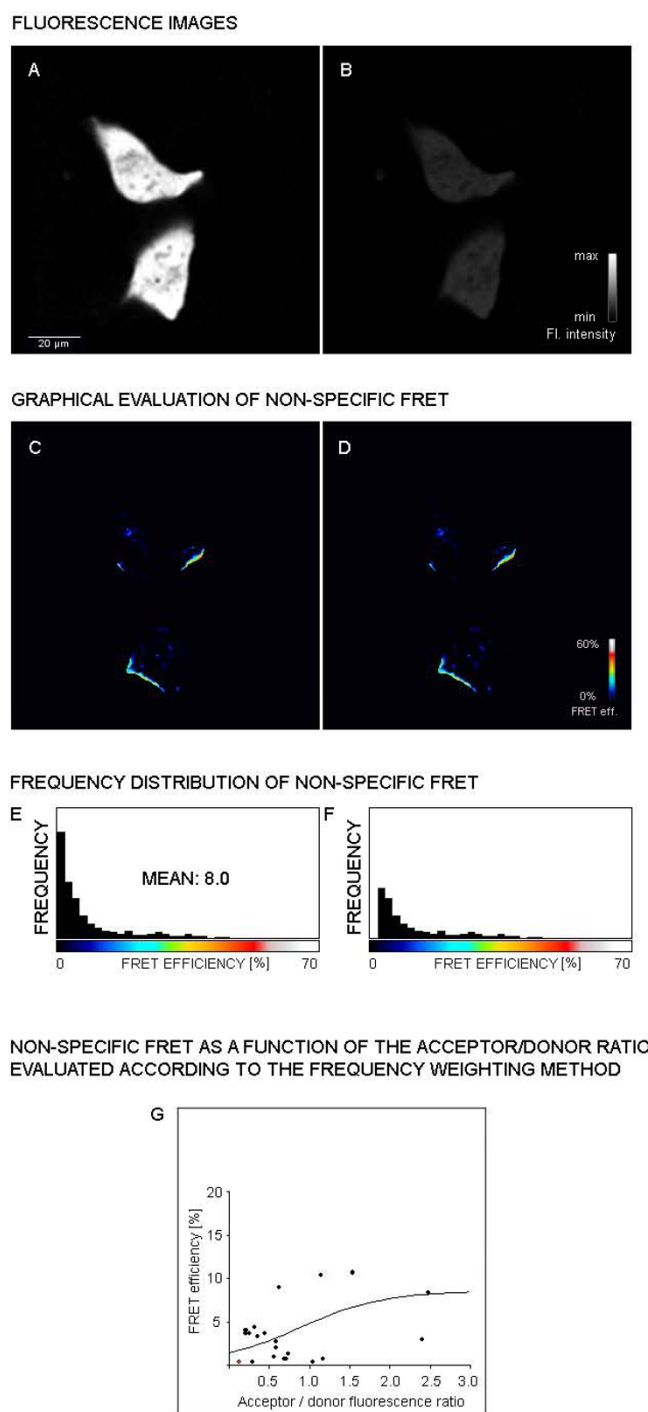 FLUORESCENCE IMAGES
A
B
max
min
Fl. intensity
20 µm
GRAPHICAL EVALUATION OF NON-SPECIFIC FRET
C
D
60%
0%
FRET eff.
FREQUENCY DISTRIBUTION OF NON-SPECIFIC FRET
E
FREQUENCY
MEAN: 8.0
0
FRET EFFICIENCY [%]
70
F
FREQUENCY
0
FRET EFFICIENCY [%]
70
NON-SPECIFIC FRET AS A FUNCTION OF THE ACCEPTOR/DONOR RATIO
EVALUATED ACCORDING TO THE FREQUENCY WEIGHTING METHOD
G
FRET efficiency [%]
20
15
10
5
0.5 1.0 1.5 2.0 2.5 3.0
Acceptor / donor fluorescence ratio